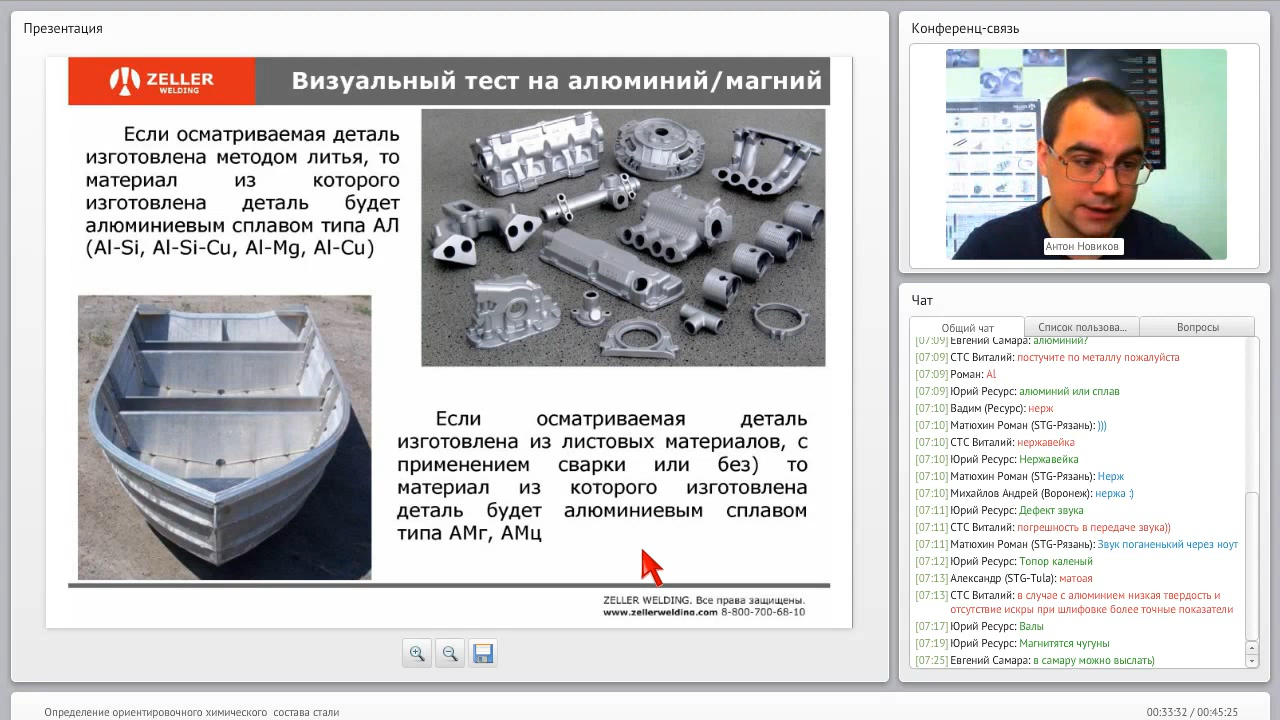 Презентация
ZELLER
WELDING
Визуальный тест на алюминий/магний
Если осматриваемая деталь
изготовлена методом литья, то
материал из которого
изготовлена деталь будет
алюминиевым сплавом типа АЛ
(Al-Si, Al-Si-Cu, Al-Mg, Al-Cu)
Если осматриваемая деталь
изготовлена из листовых материалов, с
применением сварки или без) то
материал из которого изготовлена
деталь будет алюминиевым сплавом
типа АМг, АМц
ZELLER WELDING. Все права защищены.
www.zellerwelding.com 8-800-700-68-10
Конференц-связь
Антон Новиков
Чат
Общий чат
Список пользова...
Вопросы
[07:09] Евгений Самара: алюминий?
[07:09] СТС Виталий: постучите по металлу пожалуйста
[07:09] Роман: Al
[07:09] Юрий Ресурс: алюминий или сплав
[07:10] Вадим (Ресурс): нерж
[07:10] Матюхин Роман (STG-Рязань): )))
[07:10] СТС Виталий: нержавейка
[07:10] Юрий Ресурс: Нержавейка
[07:10] Матюхин Роман (STG-Рязань): Нерж
[07:10] Михайлов Андрей (Воронеж): нержа :)
[07:11] Юрий Ресурс: Дефект звука
[07:11] СТС Виталий: погрешность в передаче звука))
[07:11] Матюхин Роман (STG-Рязань): Звук поганенький через ноут
[07:12] Юрий Ресурс: Топор каленый
[07:13] Александр (STG-Tula): матоая
[07:13] СТС Виталий: в случае с алюминием низкая твердость и
отсутствие искры при шлифовке более точные показатели
[07:17] Юрий Ресурс: Валы
[07:19] Юрий Ресурс: Магнитятся чугуны
[07:25] Евгений Самара: в самару можно выслать)
Определение ориентировочного химического состава стали
00:33:32 / 00:45:25